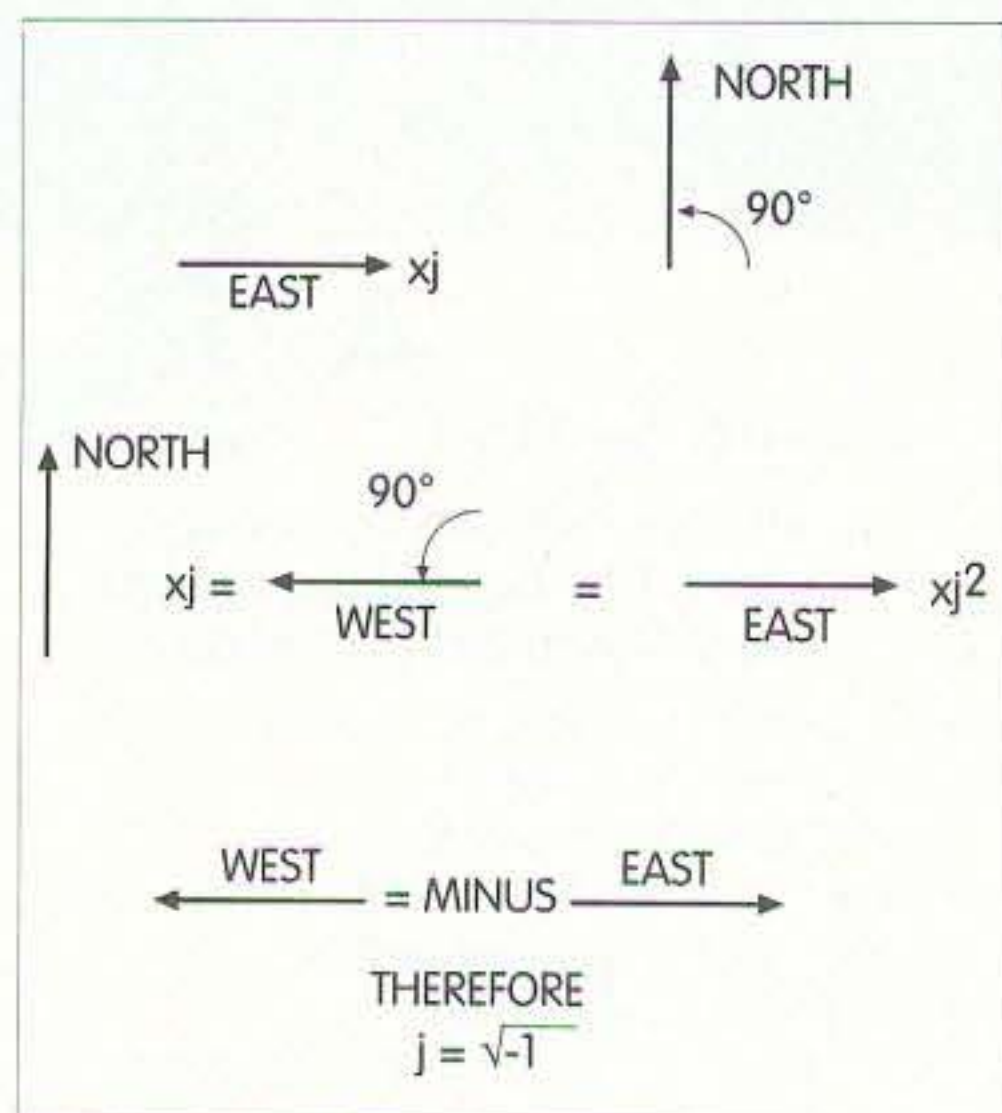 NORTH
90°
EAST xj
NORTH
90°
xj = WEST = EAST xj²
WEST = MINUS EAST
THEREFORE
j = √-1